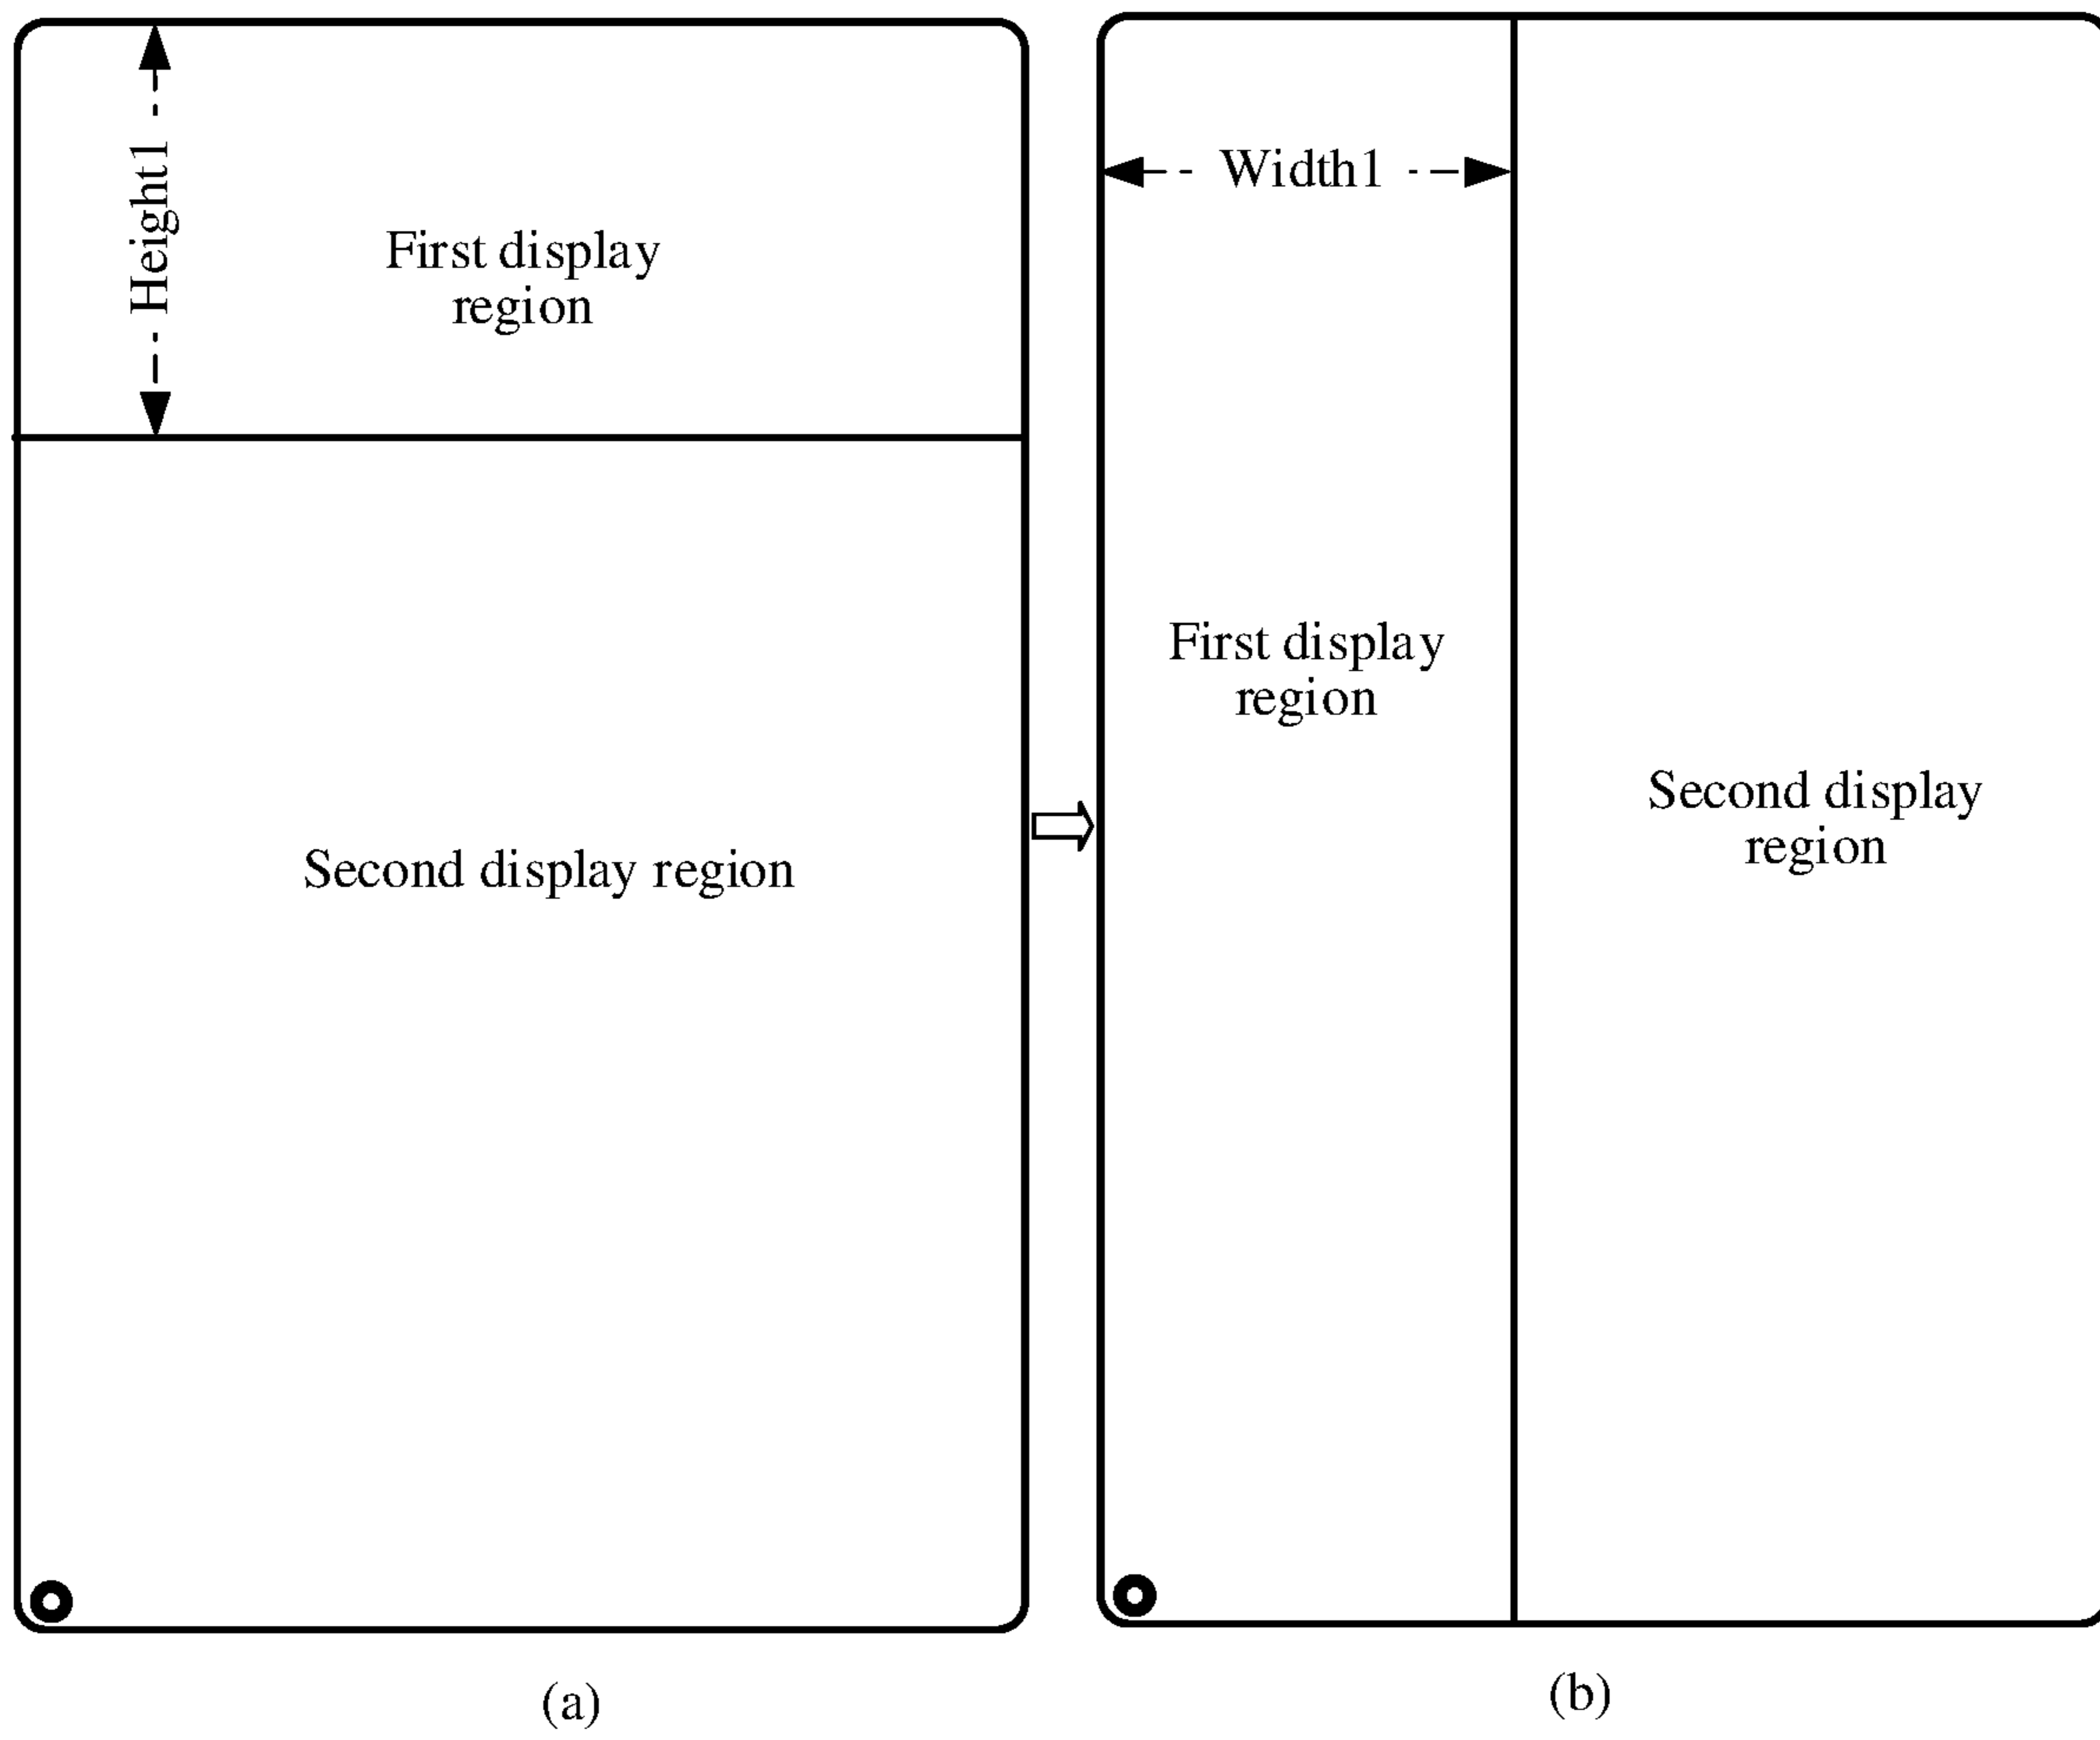 Height1
First display
region
Second display region
(a)
Width1
First display
region
Second display
region
(b)